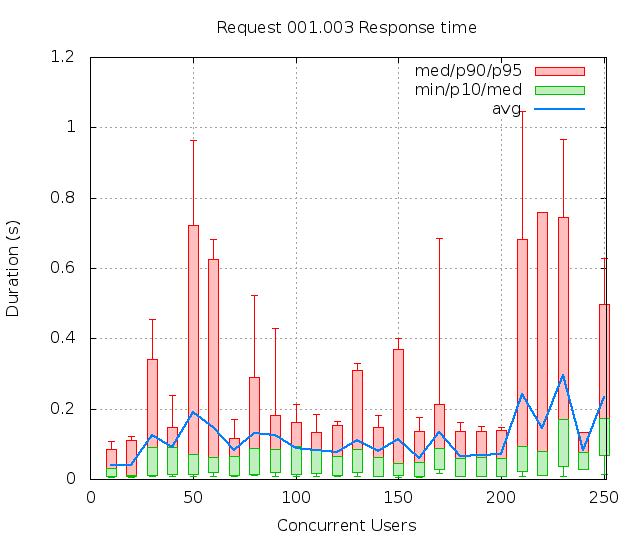 Request 001.003 Response time
1.2
1
0.8
0.6
0.4
0.2
0
Duration (s)
med/p90/p95
min/p10/med
avg
0 50 100 150 200 250
Concurrent Users